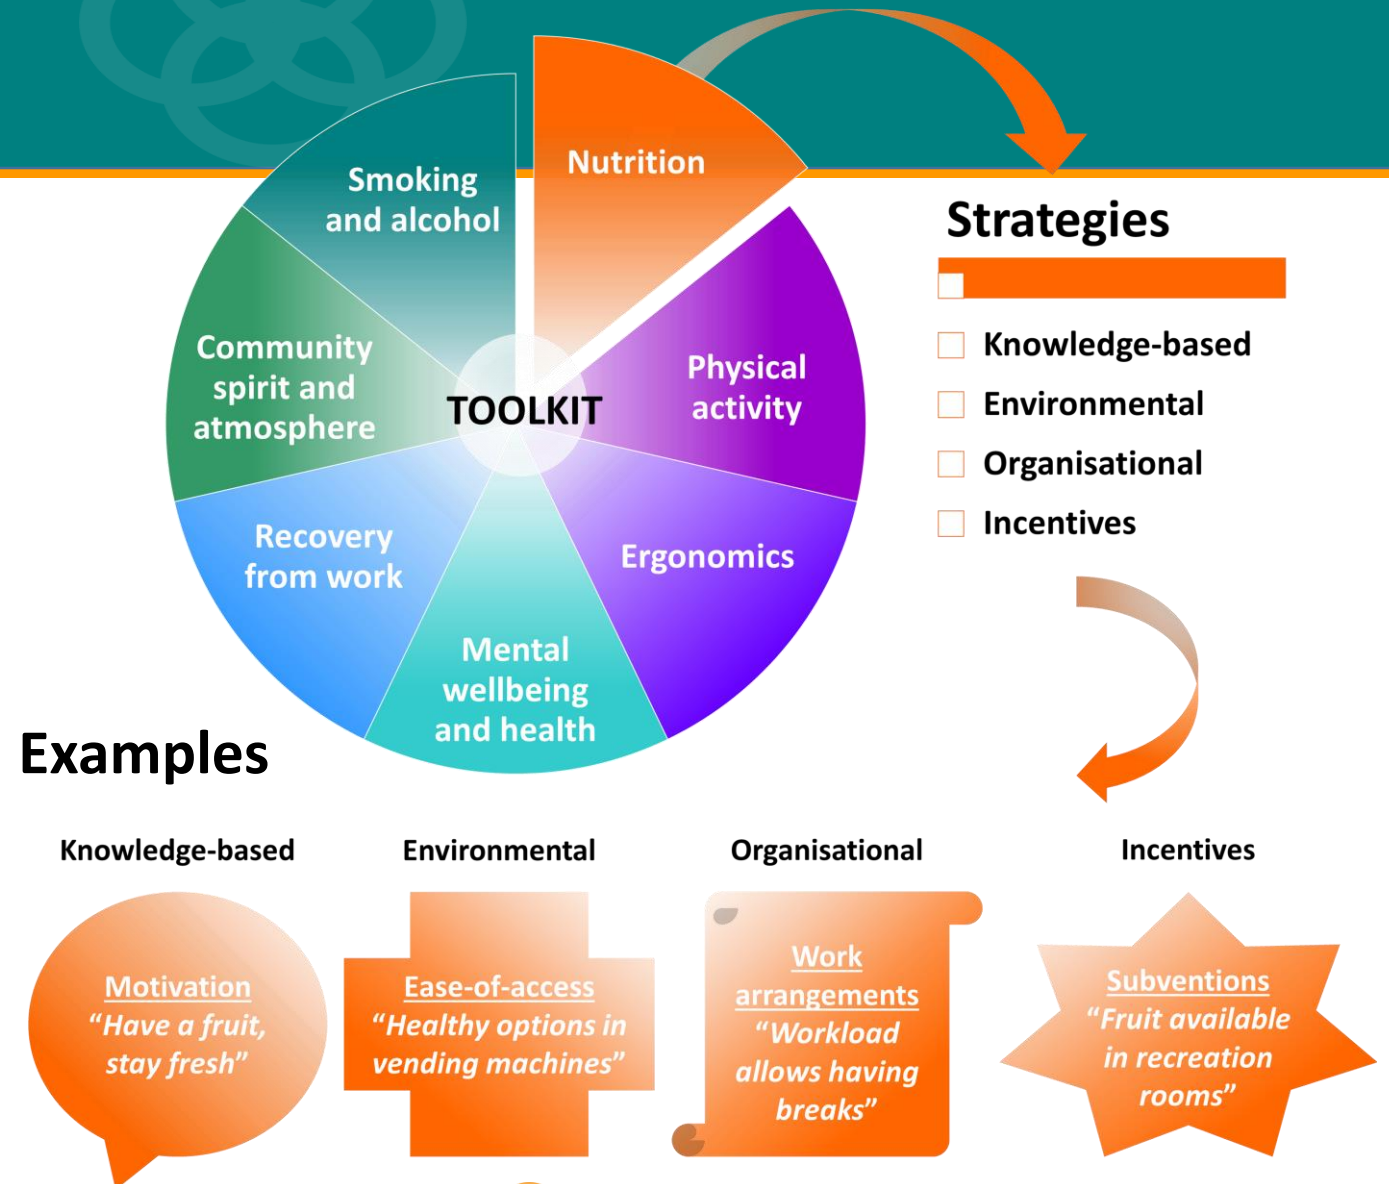 Nutrition
Smoking
and alcohol
Community
spirit and
atmosphere
TOOLKIT
Physical
activity
Recovery
from work
Ergonomics
Mental
wellbeing
and health
Strategies
Knowledge-based
Environmental
Organisational
Incentives
Examples
Knowledge-based
Motivation
“Have a fruit,
stay fresh”
Environmental
Ease-of-access
“Healthy options in
vending machines”
Organisational
Work
arrangements
“Workload
allows having
breaks”
Incentives
Subventions
“Fruit available
in recreation
rooms”